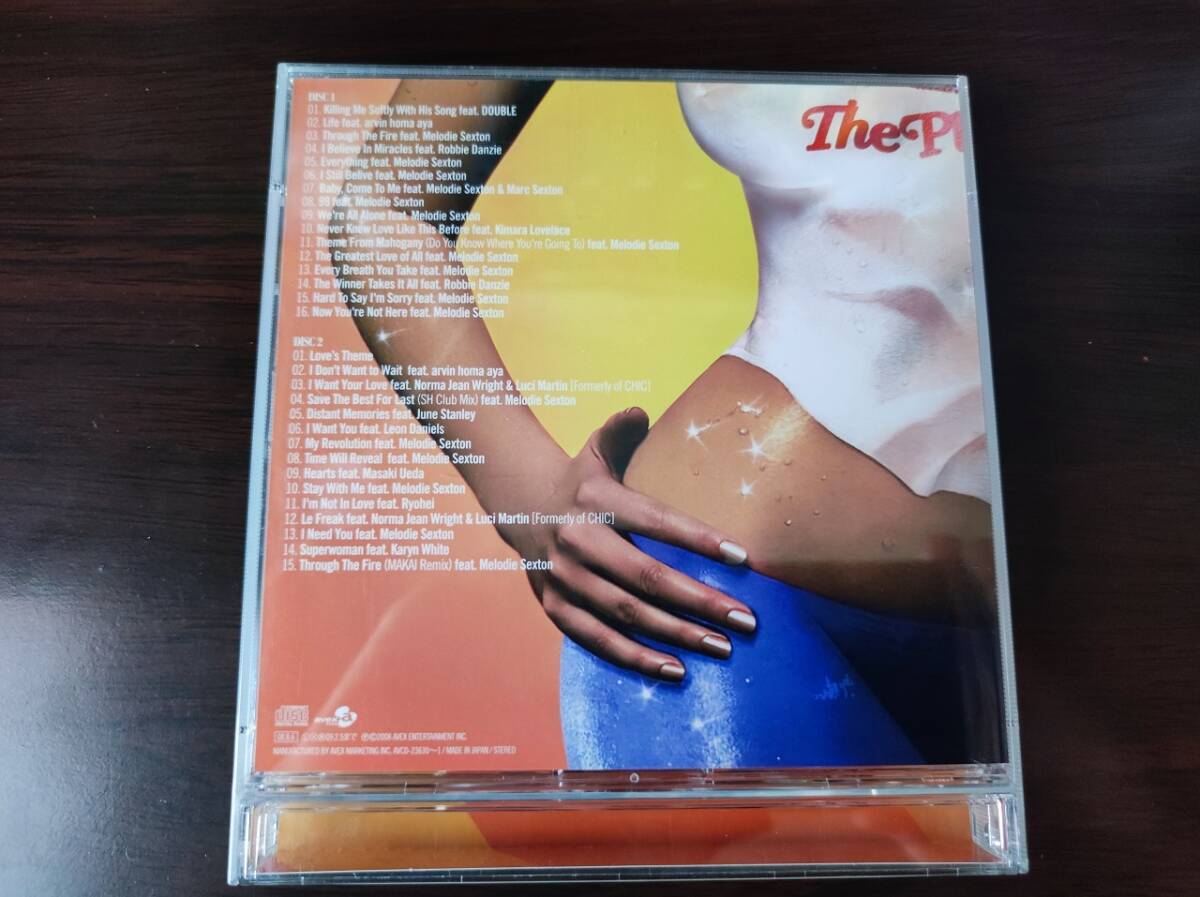 DISC 1
01. Killing Me Softly With His Song feat. DOUBLE
02. Life feat. arvin homa aya
03. Through The Fire feat. Melodie Sexton
04. I Believe In Miracles feat. Robbie Danzie
05. Everything feat. Melodie Sexton
06. I Still Belive feat. Melodie Sexton
07. Baby, Come To Me feat. Melodie Sexton & Marc Sexton
08. 99 feat. Melodie Sexton
09. We're All Alone feat. Melodie Sexton
10. Never Knew Love Like This Before feat. Kimara Lovelace
11. Theme From Mahogany (Do You Know Where You're Going To) feat. Melodie Sexton
12. The Greatest Love of All feat. Melodie Sexton
13. Every Breath You Take feat. Melodie Sexton
14. The Winner Takes It All feat. Robbie Danzie
15. Hard To Say I'm Sorry feat. Melodie Sexton
16. Now You're Not Here feat. Melodie Sexton
DISC 2
01. Love's Theme
02. I Don't Want to Wait feat. arvin homa aya
03. I Want Your Love feat. Norma Jean Wright & Luci Martin [Formerly of CHIC]
04. Save The Best For Last (SH Club Mix) feat. Melodie Sexton
05. Distant Memories feat. June Stanley
06. I Want You feat. Leon Daniels
07. My Revolution feat. Melodie Sexton
08. Time Will Reveal feat. Melodie Sexton
09. Hearts feat. Masaki Ueda
10. Stay With Me feat. Melodie Sexton
11. I'm Not In Love feat. Ryohei
12. Le Freak feat. Norma Jean Wright & Luci Martin [Formerly of CHIC]
13. I Need You feat. Melodie Sexton
14. Superwoman feat. Karyn White
15. Through The Fire (MAKAI Remix) feat. Melodie Sexton
The P
disc
avex
℗©2008 AVEX ENTERTAINMENT INC.
MANUFACTURED BY AVEX MARKETING INC. AVCD-23630~1 / MADE IN JAPAN / STEREO